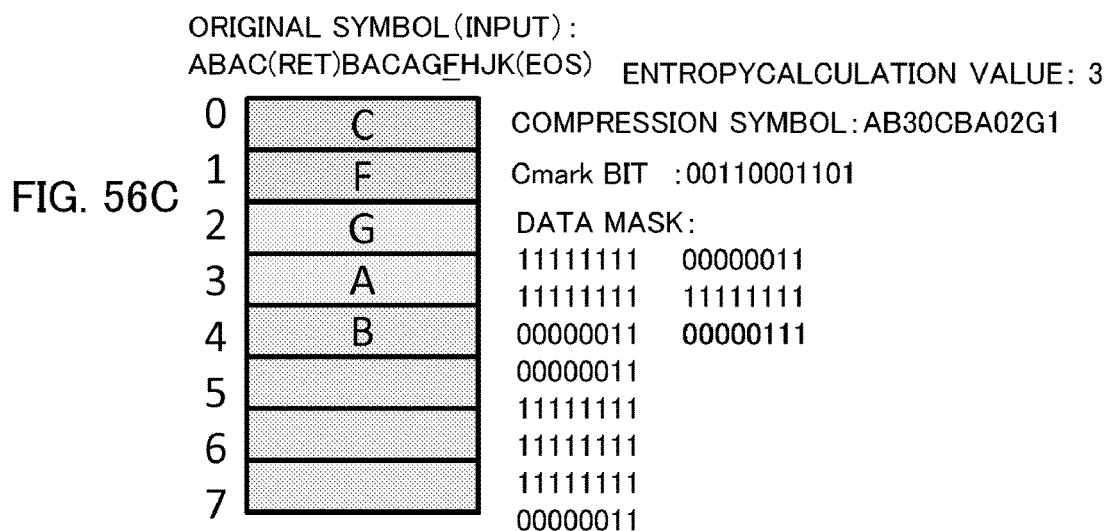 ORIGINAL SYMBOL(INPUT):
ABAC(RET)BACAGFHJK(EOS)
ENTROPYCALCULATION VALUE: 3
FIG. 56C
0 C
1 F
2 G
3 A
4 B
5
6
7
COMPRESSION SYMBOL:AB30CBA02G1
Cmark BIT :00110001101
DATA MASK:
11111111 00000011
11111111 11111111
00000011 00000111
00000011
11111111
11111111
11111111
00000011